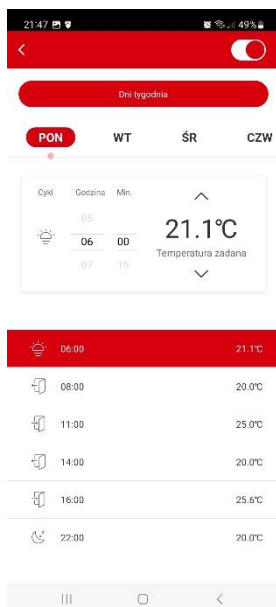 21:47 49%
Dni tygodnia
PON WT ŚR CZW
Cykl Godzina Min.
05
06 00
07 15
21.1°C
Temperatura zadana
06:00 21.1°C
08:00 20.0°C
11:00 25.0°C
14:00 20.0°C
16:00 25.6°C
22:00 20.0°C